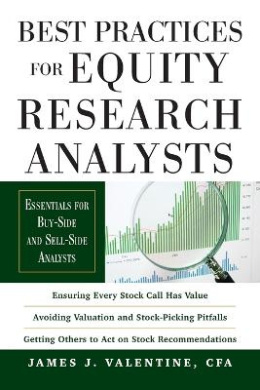 BEST PRACTICES
FOR EQUITY
RESEARCH
ANALYSTS
ESSENTIALS FOR
BUY-SIDE
AND SELL-SIDE
ANALYSTS
Ensuring Every Stock Call Has Value
Avoiding Valuation and Stock-Picking Pitfalls
Getting Others to Act on Stock Recommendations
JAMES J. VALENTINE, CFA